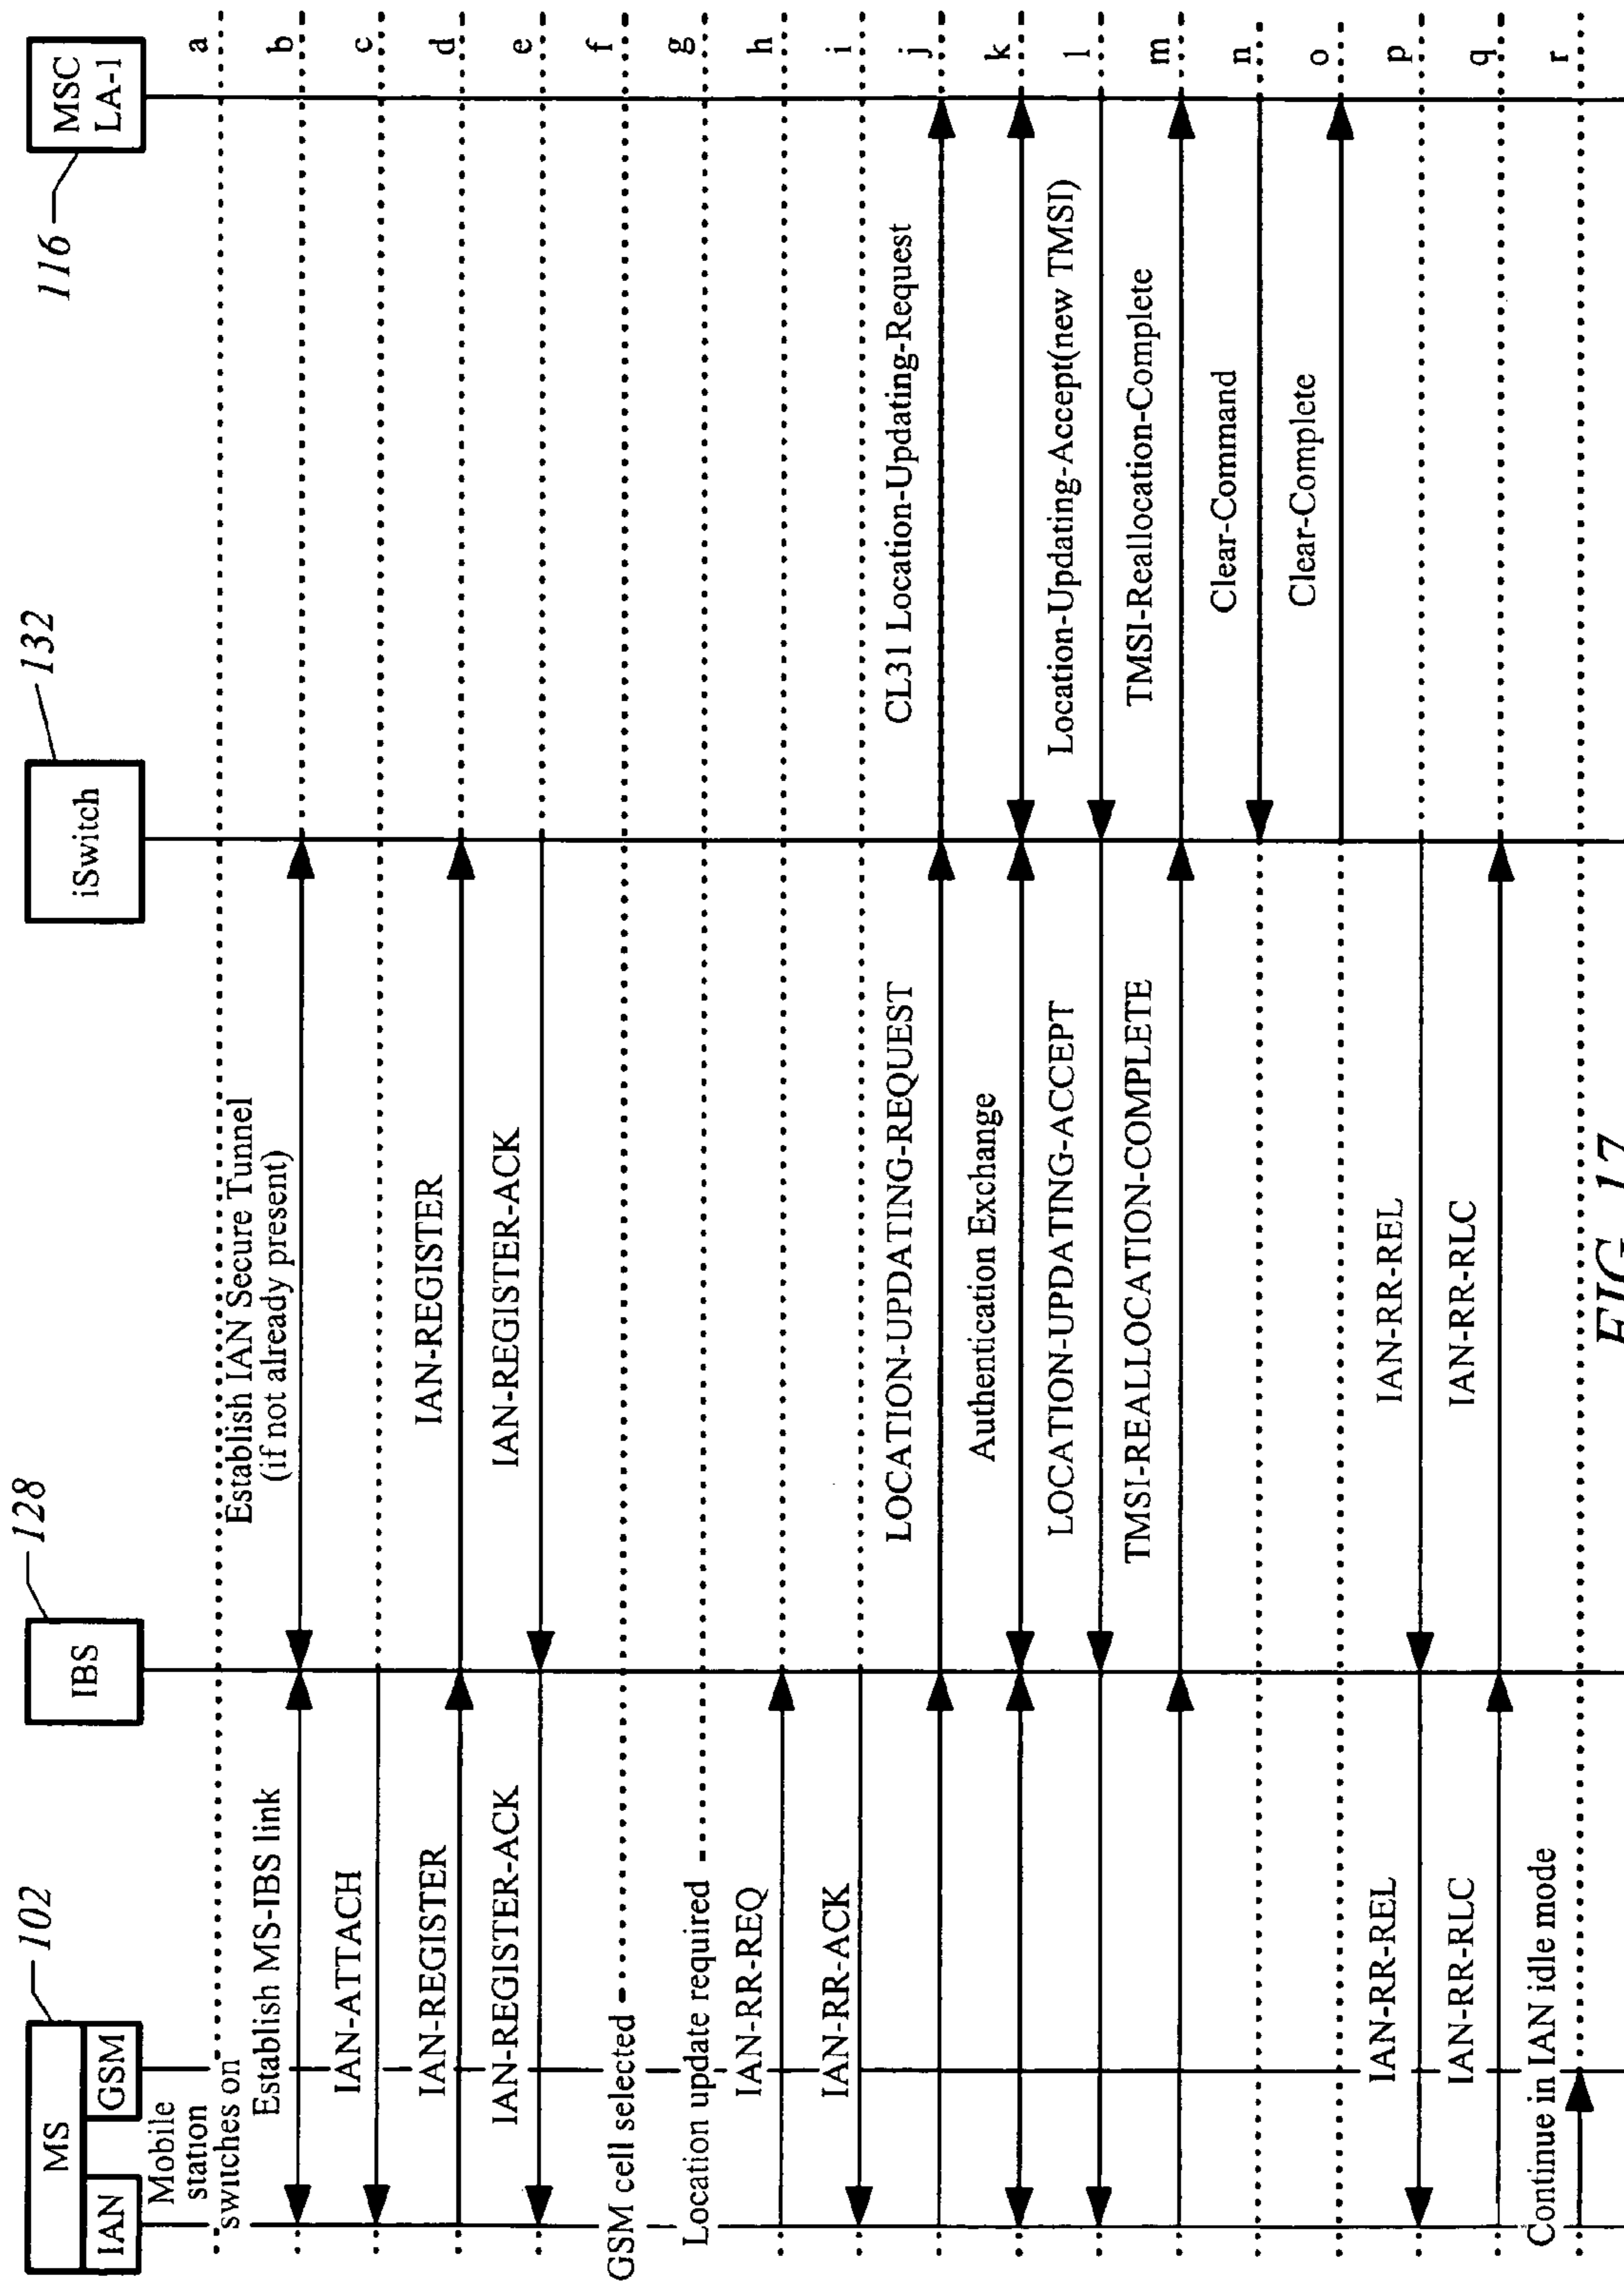 102
MS
IAN
GSM
128
IBS
132
iSwitch
116
MSC
LA-1
Mobile
station
switches on
a
Establish MS-IBS link
Establish IAN Secure Tunnel
(if not already present)
b
IAN-ATTACH
c
IAN-REGISTER
IAN-REGISTER
d
IAN-REGISTER-ACK
IAN-REGISTER-ACK
e
GSM cell selected
f
Location update required
g
IAN-RR-REQ
h
IAN-RR-ACK
i
LOCATION-UPDATING-REQUEST
CL31 Location-Updating-Request
j
Authentication Exchange
k
LOCATION-UPDATING-ACCEPT
Location-Updating-Accept(new TMSI)
l
TMSI-REALLOCATION-COMPLETE
TMSI-Reallocation-Complete
m
Clear-Command
n
Clear-Complete
o
IAN-RR-REL
IAN-RR-REL
p
IAN-RR-RLC
IAN-RR-RLC
q
Continue in IAN idle mode
r
FIG. 17